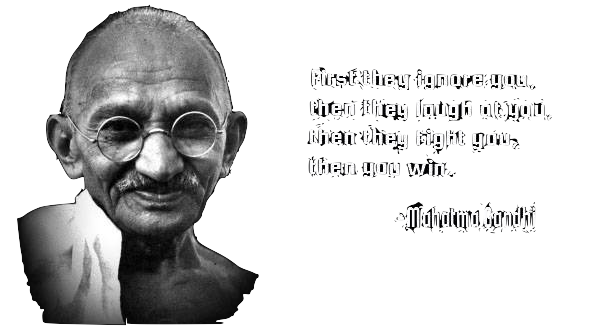 First they ignore you,
then they laugh at you,
then they fight you,
then you win.
-Mahatma Gandhi